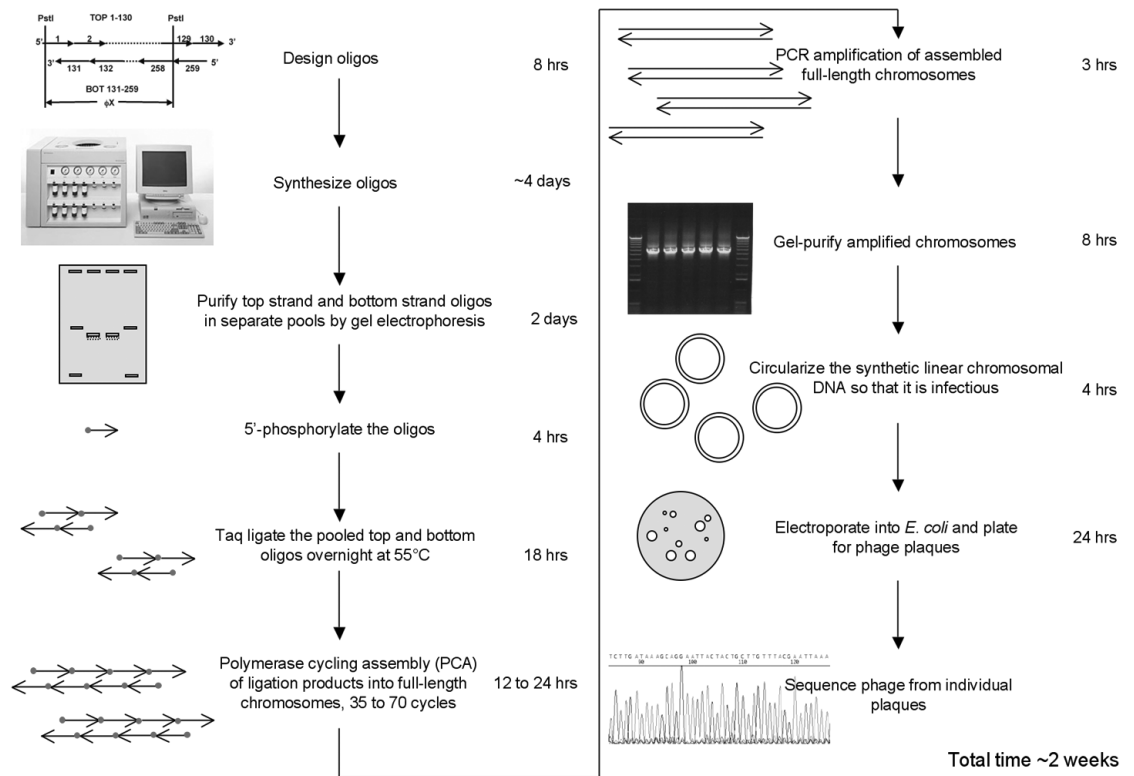 PstI TOP 1-130 PstI
5' 1 2 129 130 3'
3' 131 132 258 259 5'
BOT 131-259
ϕX
Design oligos
8 hrs
Synthesize oligos
~4 days
Purify top strand and bottom strand oligos
in separate pools by gel electrophoresis
2 days
5'-phosphorylate the oligos
4 hrs
Taq ligate the pooled top and bottom
oligos overnight at 55°C
18 hrs
Polymerase cycling assembly (PCA)
of ligation products into full-length
chromosomes, 35 to 70 cycles
12 to 24 hrs
PCR amplification of assembled
full-length chromosomes
3 hrs
Gel-purify amplified chromosomes
8 hrs
Circularize the synthetic linear chromosomal
DNA so that it is infectious
4 hrs
Electroporate into E. coli and plate
for phage plaques
24 hrs
TCTTGATAAAGCAGGAATTACTACTGCTTGTTTACGAATTAAA
90 100 110 120
Sequence phage from individual
plaques
Total time ~2 weeks